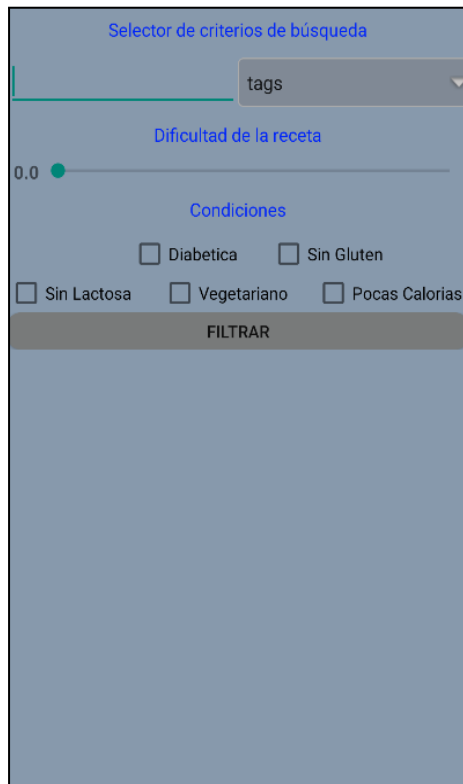 Selector de criterios de búsqueda
tags
Dificultad de la receta
0.0
Condiciones
Diabetica Sin Gluten
Sin Lactosa Vegetariano Pocas Calorias
FILTRAR